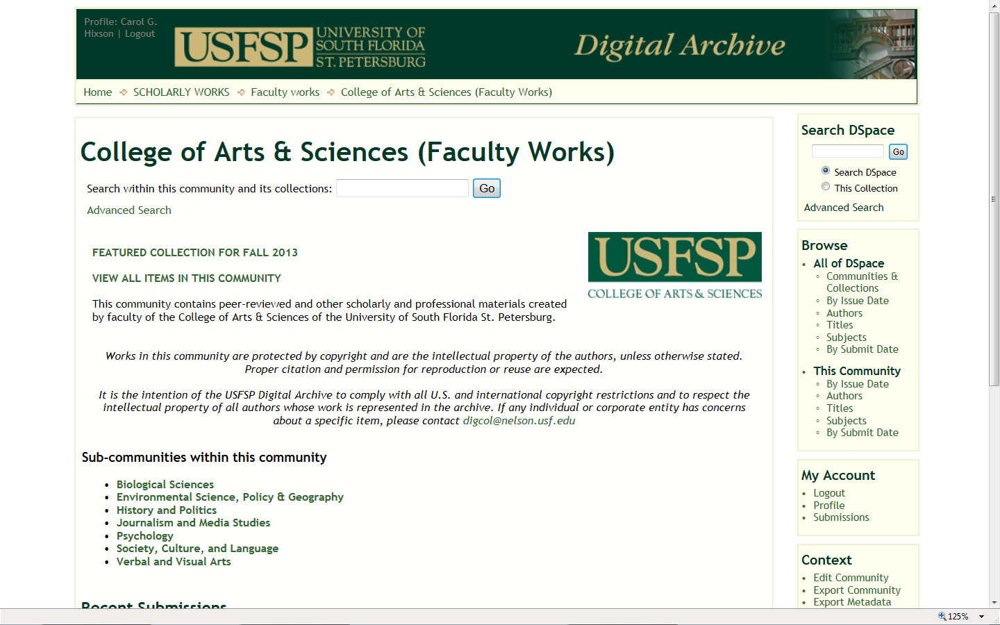 Profile: Carol G.
Hixson | Logout
USFSP UNIVERSITY OF
SOUTH FLORIDA
ST. PETERSBURG
Digital Archive
Home SCHOLARLY WORKS Faculty works College of Arts & Sciences (Faculty Works)
College of Arts & Sciences (Faculty Works)
Search within this community and its collections: Go
Advanced Search
FEATURED COLLECTION FOR FALL 2013
VIEW ALL ITEMS IN THIS COMMUNITY
This community contains peer-reviewed and other scholarly and professional materials created
by faculty of the College of Arts & Sciences of the University of South Florida St. Petersburg.
USFSP
COLLEGE OF ARTS & SCIENCES
Works in this community are protected by copyright and are the intellectual property of the authors, unless otherwise stated.
Proper citation and permission for reproduction or reuse are expected.
It is the intention of the USFSP Digital Archive to comply with all U.S. and international copyright restrictions and to respect the
intellectual property of all authors whose work is represented in the archive. If any individual or corporate entity has concerns
about a specific item, please contact digcol@nelson.usf.edu
Sub-communities within this community
Biological Sciences
Environmental Science, Policy & Geography
History and Politics
Journalism and Media Studies
Psychology
Society, Culture, and Language
Verbal and Visual Arts
Recent Submissions
Search DSpace
Go
Search DSpace
This Collection
Advanced Search
Browse
All of DSpace
Communities &
Collections
By Issue Date
Authors
Titles
Subjects
By Submit Date
This Community
By Issue Date
Authors
Titles
Subjects
By Submit Date
My Account
Logout
Profile
Submissions
Context
Edit Community
Export Community
Export Metadata
125%